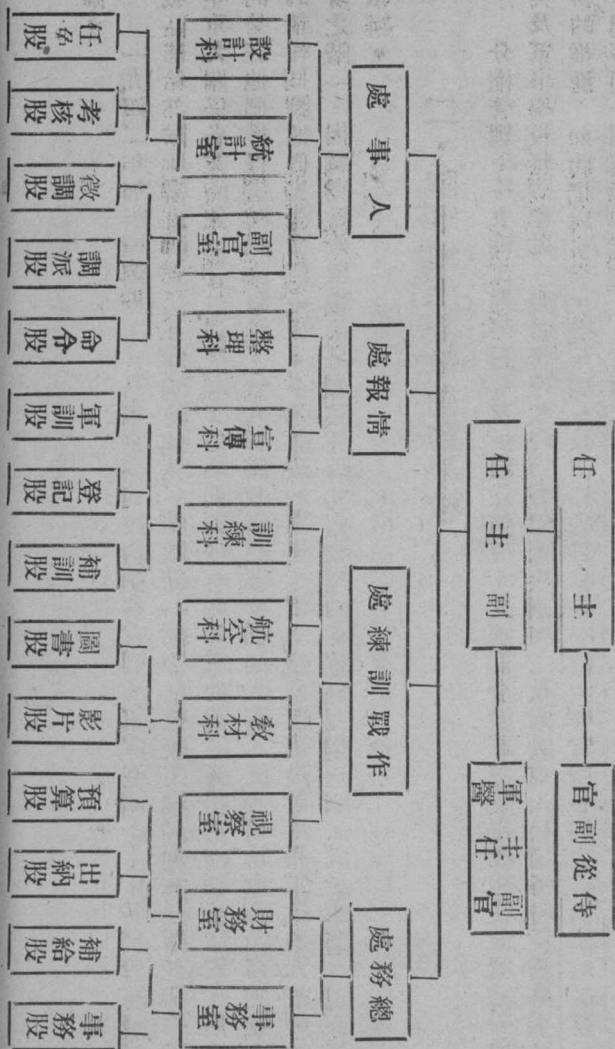 主任
侍從副官
副主任
副官主任軍醫
人事處
情報處
作戰訓練處
總務處
設計科
統計室
副官室
整理科
宣傳科
訓練科
航空科
教材科
視察室
財務室
事務室
任股
考核股
徵調股
調派股
命令股
軍訓股
登記股
補訓股
圖書股
影片股
預算股
出納股
補給股
事務股